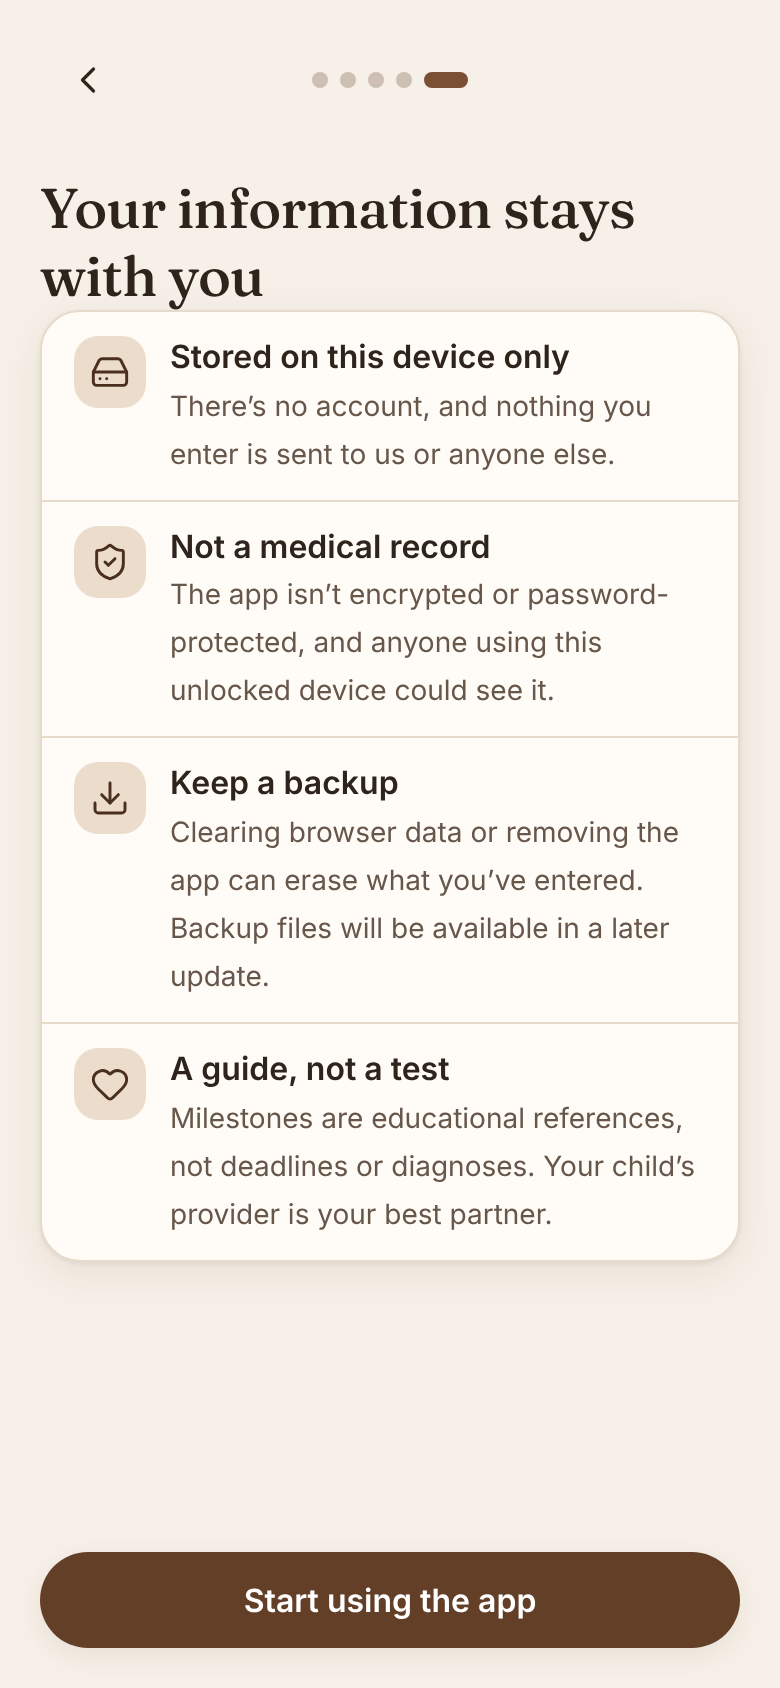 Your information stays
with you
Stored on this device only
There’s no account, and nothing you
enter is sent to us or anyone else.
Not a medical record
The app isn’t encrypted or password-
protected, and anyone using this
unlocked device could see it.
Keep a backup
Clearing browser data or removing the
app can erase what you’ve entered.
Backup files will be available in a later
update.
A guide, not a test
Milestones are educational references,
not deadlines or diagnoses. Your child’s
provider is your best partner.
Start using the app